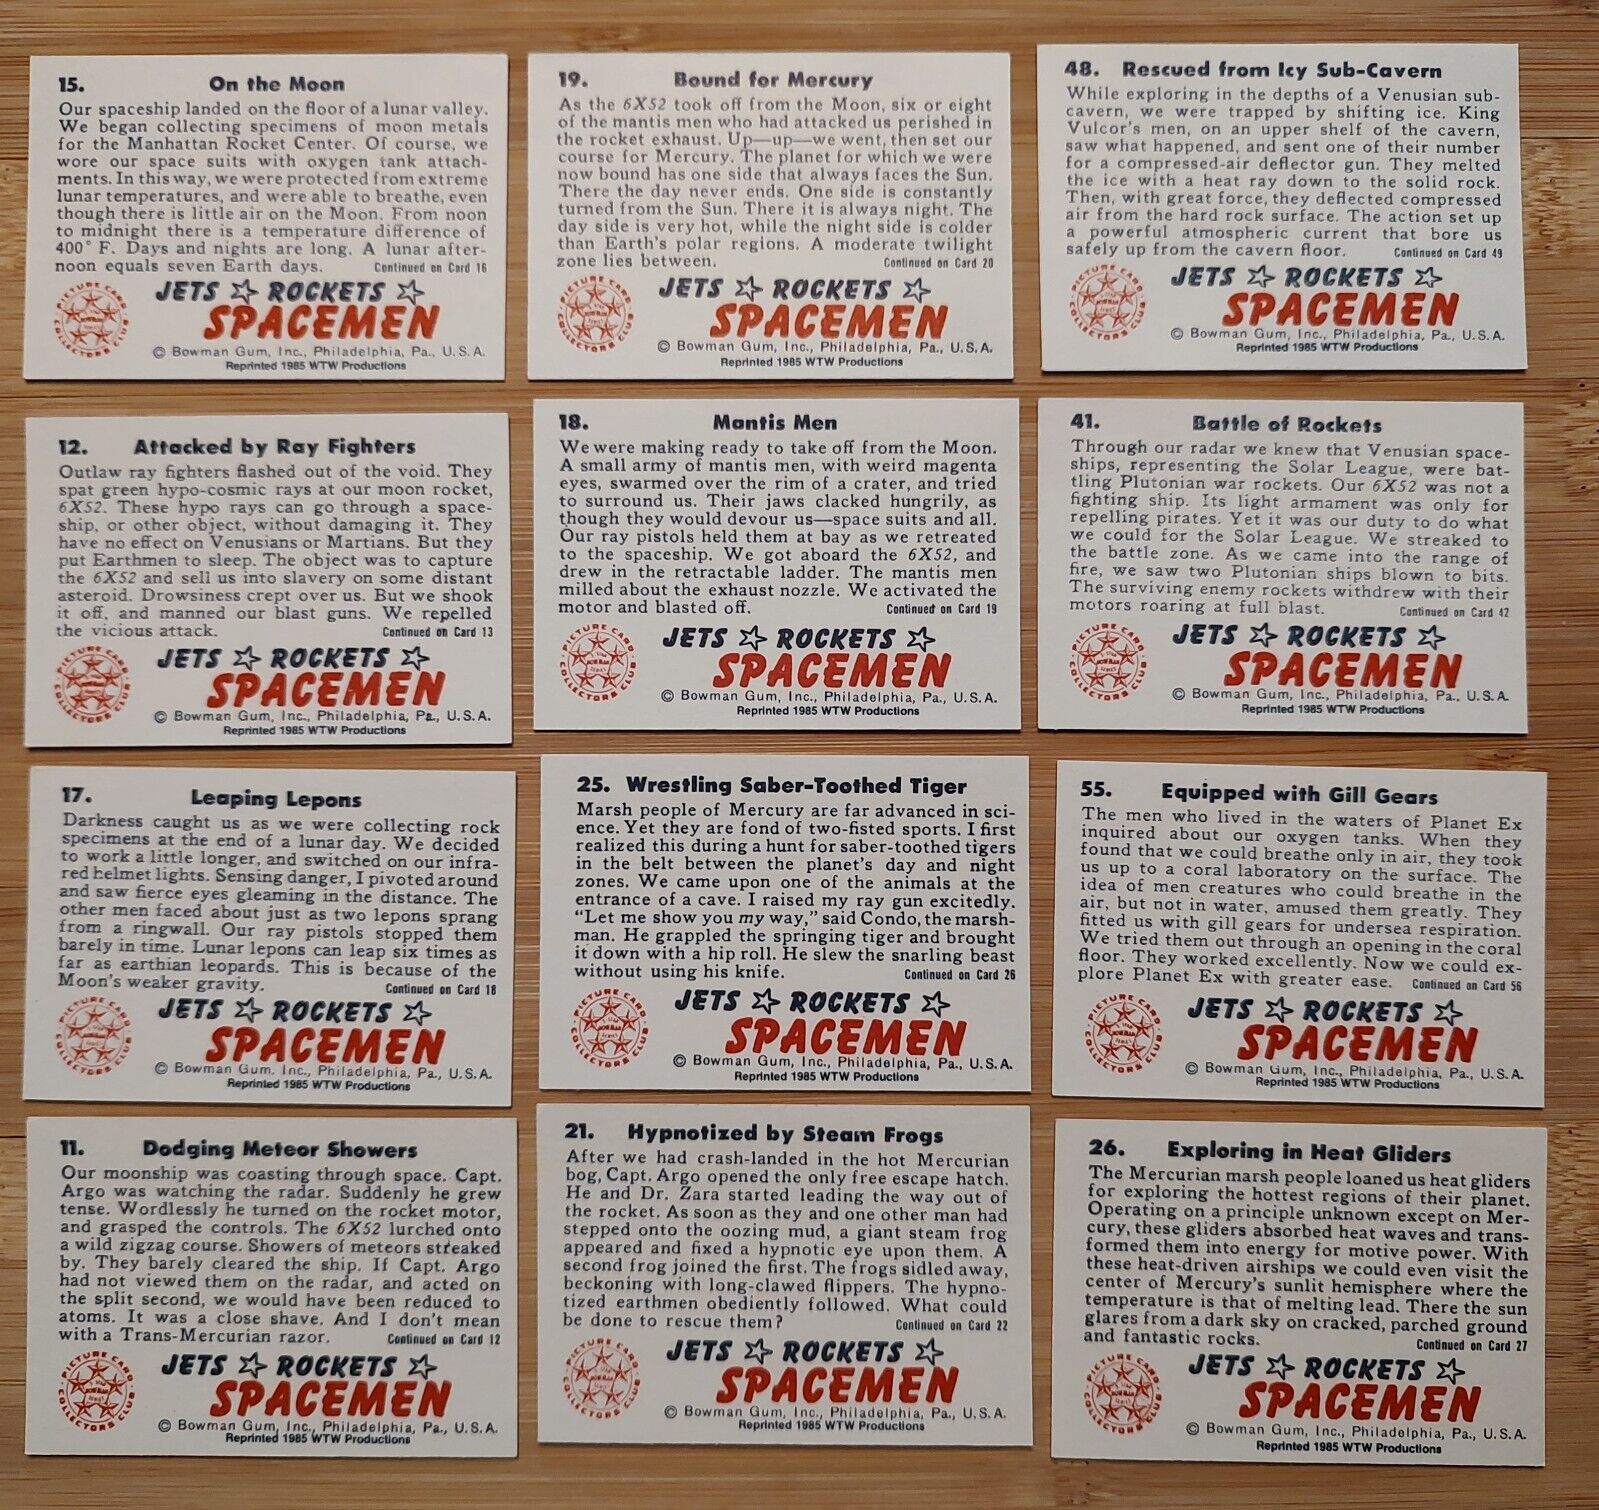 15. On the Moon
Our spaceship landed on the floor of a lunar valley.
We began collecting specimens of moon metals
for the Manhattan Rocket Center. Of course, we
wore our space suits with oxygen tank attach-
ments. In this way, we were protected from extreme
lunar temperatures, and were able to breathe, even
though there is little air on the Moon. From noon
to midnight there is a temperature difference of
400° F. Days and nights are long. A lunar after-
noon equals seven Earth days. Continued on Card 16
PICTURE CARD COLLECTORS CLUB
JETS ROCKETS
SPACEMEN
© Bowman Gum, Inc., Philadelphia, Pa., U.S.A.
Reprinted 1985 WTW Productions
19. Bound for Mercury
As the 6X52 took off from the Moon, six or eight
of the mantis men who had attacked us perished in
the rocket exhaust. Up—up—we went, then set our
course for Mercury. The planet for which we were
now bound has one side that always faces the Sun.
There the day never ends. One side is constantly
turned from the Sun. There it is always night. The
day side is very hot, while the night side is colder
than Earth's polar regions. A moderate twilight
zone lies between. Continued on Card 20
PICTURE CARD COLLECTORS CLUB
JETS ROCKETS
SPACEMEN
© Bowman Gum, Inc., Philadelphia, Pa., U.S.A.
Reprinted 1985 WTW Productions
48. Rescued from Icy Sub-Cavern
While exploring in the depths of a Venusian sub-
cavern, we were trapped by shifting ice. King
Vulcor's men, on an upper shelf of the cavern,
saw what happened, and sent one of their number
for a compressed-air deflector gun. They melted
the ice with a heat ray down to the solid rock.
Then, with great force, they deflected compressed
air from the hard rock surface. The action set up
a powerful atmospheric current that bore us
safely up from the cavern floor. Continued on Card 49
PICTURE CARD COLLECTORS CLUB
JETS ROCKETS
SPACEMEN
© Bowman Gum, Inc., Philadelphia, Pa., U.S.A.
Reprinted 1985 WTW Productions
12. Attacked by Ray Fighters
Outlaw ray fighters flashed out of the void. They
spat green hypo-cosmic rays at our moon rocket,
6X52. These hypo rays can go through a space-
ship, or other object, without damaging it. They
have no effect on Venusians or Martians. But they
put Earthmen to sleep. The object was to capture
the 6X52 and sell us into slavery on some distant
asteroid. Drowsiness crept over us. But we shook
it off, and manned our blast guns. We repelled
the vicious attack. Continued on Card 13
PICTURE CARD COLLECTORS CLUB
JETS ROCKETS
SPACEMEN
© Bowman Gum, Inc., Philadelphia, Pa., U.S.A.
Reprinted 1985 WTW Productions
18. Mantis Men
We were making ready to take off from the Moon.
A small army of mantis men, with weird magenta
eyes, swarmed over the rim of a crater, and tried
to surround us. Their jaws clacked hungrily, as
though they would devour us—space suits and all.
Our ray pistols held them at bay as we retreated
to the spaceship. We got aboard the 6X52, and
drew in the retractable ladder. The mantis men
milled about the exhaust nozzle. We activated the
motor and blasted off. Continued on Card 19
PICTURE CARD COLLECTORS CLUB
JETS ROCKETS
SPACEMEN
© Bowman Gum, Inc., Philadelphia, Pa., U.S.A.
Reprinted 1985 WTW Productions
41. Battle of Rockets
Through our radar we knew that Venusian space-
ships, representing the Solar League, were bat-
tling Plutonian war rockets. Our 6X52 was not a
fighting ship. Its light armament was only for
repelling pirates. Yet it was our duty to do what
we could for the Solar League. We streaked to
the battle zone. As we came into the range of
fire, we saw two Plutonian ships blown to bits.
The surviving enemy rockets withdrew with their
motors roaring at full blast. Continued on Card 42
PICTURE CARD COLLECTORS CLUB
JETS ROCKETS
SPACEMEN
© Bowman Gum, Inc., Philadelphia, Pa., U.S.A.
Reprinted 1985 WTW Productions
17. Leaping Lepons
Darkness caught us as we were collecting rock
specimens at the end of a lunar day. We decided
to work a little longer, and switched on our infra-
red helmet lights. Sensing danger, I pivoted around
and saw fierce eyes gleaming in the distance. The
other men faced about just as two lepons sprang
from a ringwall. Our ray pistols stopped them
barely in time. Lunar lepons can leap six times as
far as earthian leopards. This is because of the
Moon's weaker gravity. Continued on Card 18
PICTURE CARD COLLECTORS CLUB
JETS ROCKETS
SPACEMEN
© Bowman Gum. Inc., Philadelphia, Pa., U.S.A.
Reprinted 1985 WTW Productions
25. Wrestling Saber-Toothed Tiger
Marsh people of Mercury are far advanced in sci-
ence. Yet they are fond of two-fisted sports. I first
realized this during a hunt for saber-toothed tigers
in the belt between the planet's day and night
zones. We came upon one of the animals at the
entrance of a cave. I raised my ray gun excitedly.
"Let me show you my way," said Condo, the marsh-
man. He grappled the springing tiger and brought
it down with a hip roll. He slew the snarling beast
without using his knife. Continued on Card 26
PICTURE CARD COLLECTORS CLUB
JETS ROCKETS
SPACEMEN
© Bowman Gum, Inc., Philadelphia, Pa., U.S.A.
Reprinted 1985 WTW Productions
55. Equipped with Gill Gears
The men who lived in the waters of Planet Ex
inquired about our oxygen tanks. When they
found that we could breathe only in air, they took
us up to a coral laboratory on the surface. The
idea of men creatures who could breathe in the
air, but not in water, amused them greatly. They
fitted us with gill gears for undersea respiration.
We tried them out through an opening in the coral
floor. They worked excellently. Now we could ex-
plore Planet Ex with greater ease. Continued on Card 56
PICTURE CARD COLLECTORS CLUB
JETS ROCKETS
SPACEMEN
© Bowman Gum, Inc., Philadelphia, Pa., U.S.A.
Reprinted 1985 WTW Productions
11. Dodging Meteor Showers
Our moonship was coasting through space. Capt.
Argo was watching the radar. Suddenly he grew
tense. Wordlessly he turned on the rocket motor,
and grasped the controls. The 6X52 lurched onto
a wild zigzag course. Showers of meteors streaked
by. They barely cleared the ship. If Capt. Argo
had not viewed them on the radar, and acted on
the split second, we would have been reduced to
atoms. It was a close shave. And I don't mean
with a Trans-Mercurian razor. Continued on Card 12
PICTURE CARD COLLECTORS CLUB
JETS ROCKETS
SPACEMEN
© Bowman Gum, Inc., Philadelphia, Pa., U.S.A.
Reprinted 1985 WTW Productions
21. Hypnotized by Steam Frogs
After we had crash-landed in the hot Mercurian
bog, Capt. Argo opened the only free escape hatch.
He and Dr. Zara started leading the way out of
the rocket. As soon as they and one other man had
stepped onto the oozing mud, a giant steam frog
appeared and fixed a hypnotic eye upon them. A
second frog joined the first. The frogs sidled away,
beckoning with long-clawed flippers. The hypno-
tized earthmen obediently followed. What could
be done to rescue them? Continued on Card 22
PICTURE CARD COLLECTORS CLUB
JETS ROCKETS
SPACEMEN
© Bowman Gum, Inc., Philadelphia, Pa., U.S.A.
Reprinted 1985 WTW Productions
26. Exploring in Heat Gliders
The Mercurian marsh people loaned us heat gliders
for exploring the hottest regions of their planet.
Operating on a principle unknown except on Mer-
cury, these gliders absorbed heat waves and trans-
formed them into energy for motive power. With
these heat-driven airships we could even visit the
center of Mercury's sunlit hemisphere where the
temperature is that of melting lead. There the sun
glares from a dark sky on cracked, parched ground
and fantastic rocks. Continued on Card 27
PICTURE CARD COLLECTORS CLUB
JETS ROCKETS
SPACEMEN
© Bowman Gum, Inc., Philadelphia, Pa., U.S.A.
Reprinted 1985 WTW Productions